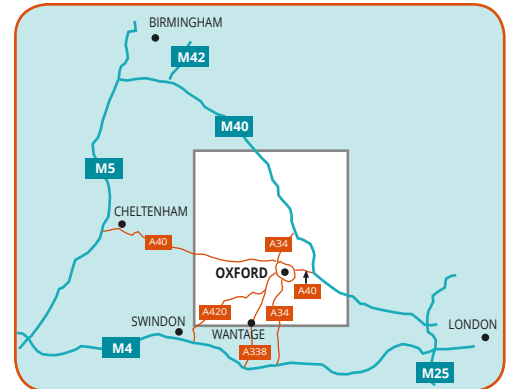 BIRMINGHAM
M42
M40
M5
CHELTENHAM
A40
A34
OXFORD
A40
A420
A34
SWINDON
WANTAGE
LONDON
M4
A338
M25